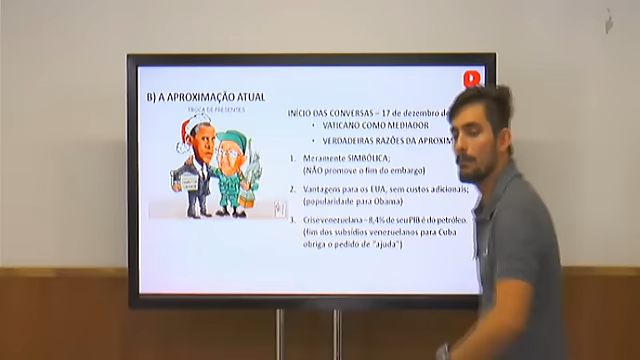 B) A APROXIMAÇÃO ATUAL
TROCA DE PRESENTES
INÍCIO DAS CONVERSAS – 17 de dezembro
• VATICANO COMO MEDIADOR
• VERDADEIRAS RAZÕES DA
1. Meramente SIMBÓLICA;
(NÃO promove o fim do embargo)
2. Vantagens para os EUA, sem custos adicionais;
(popularidade para Obama)
3. Crise venezuelana – 8,4% de seu PIB é do petróleo.
(fim dos subsídios venezuelanos para Cuba
obriga o pedido de "ajuda")